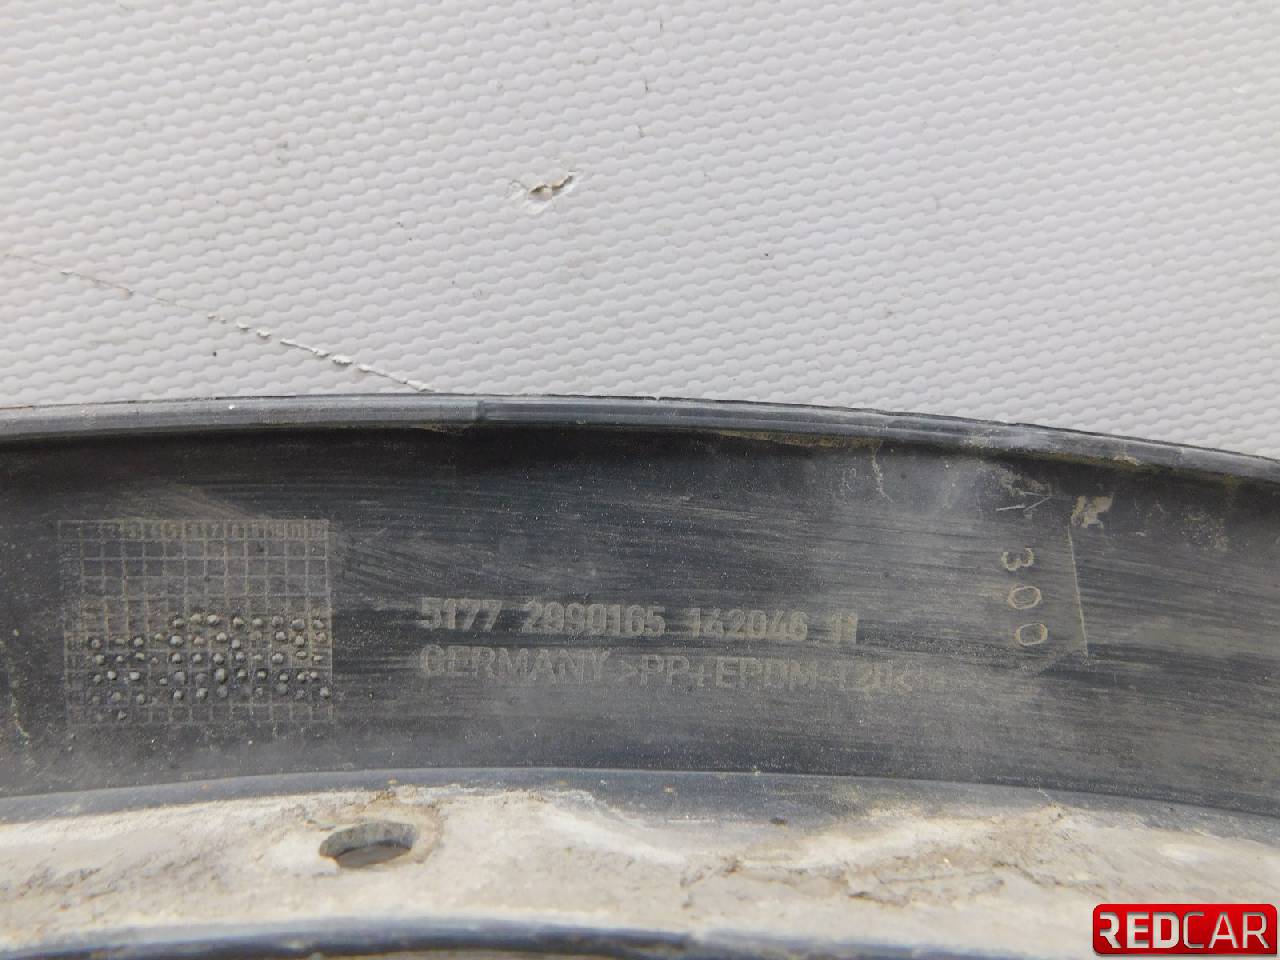 5177 2990165 142046 11
GERMANY >PP+EPDM-T20<
300
REDCAR